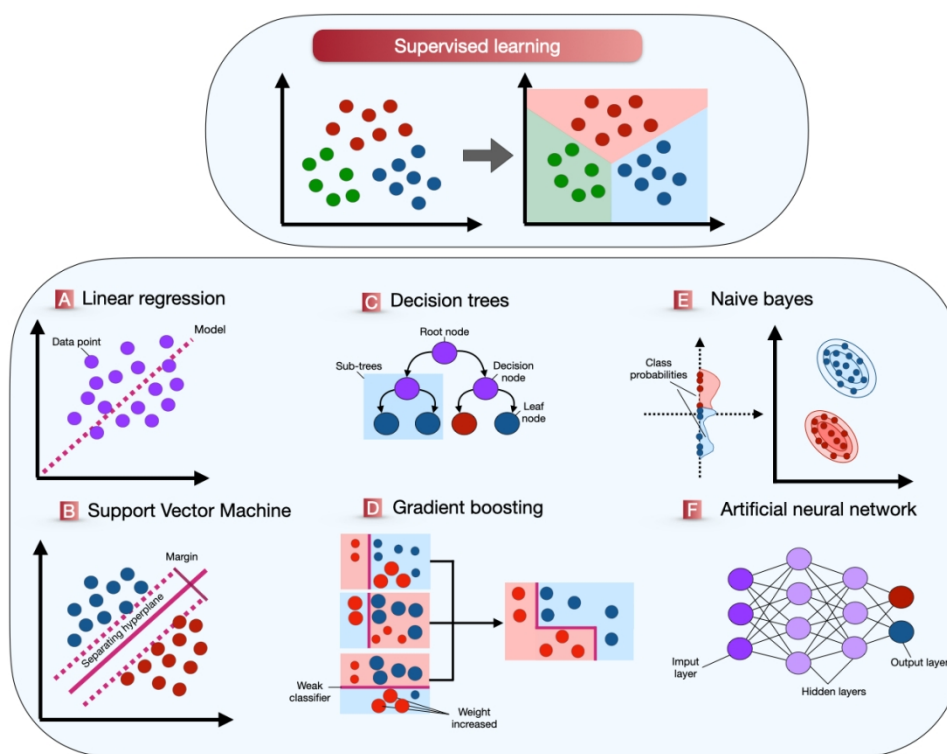 Supervised learning
A Linear regression
Data point
Model
B Support Vector Machine
Margin
Separating hyperplane
C Decision trees
Root node
Sub-trees
Decision
node
Leaf
node
D Gradient boosting
Weak
classifier
Weight
increased
E Naive bayes
Class
probabilities
F Artificial neural network
Imput
layer
Hidden layers
Output layer